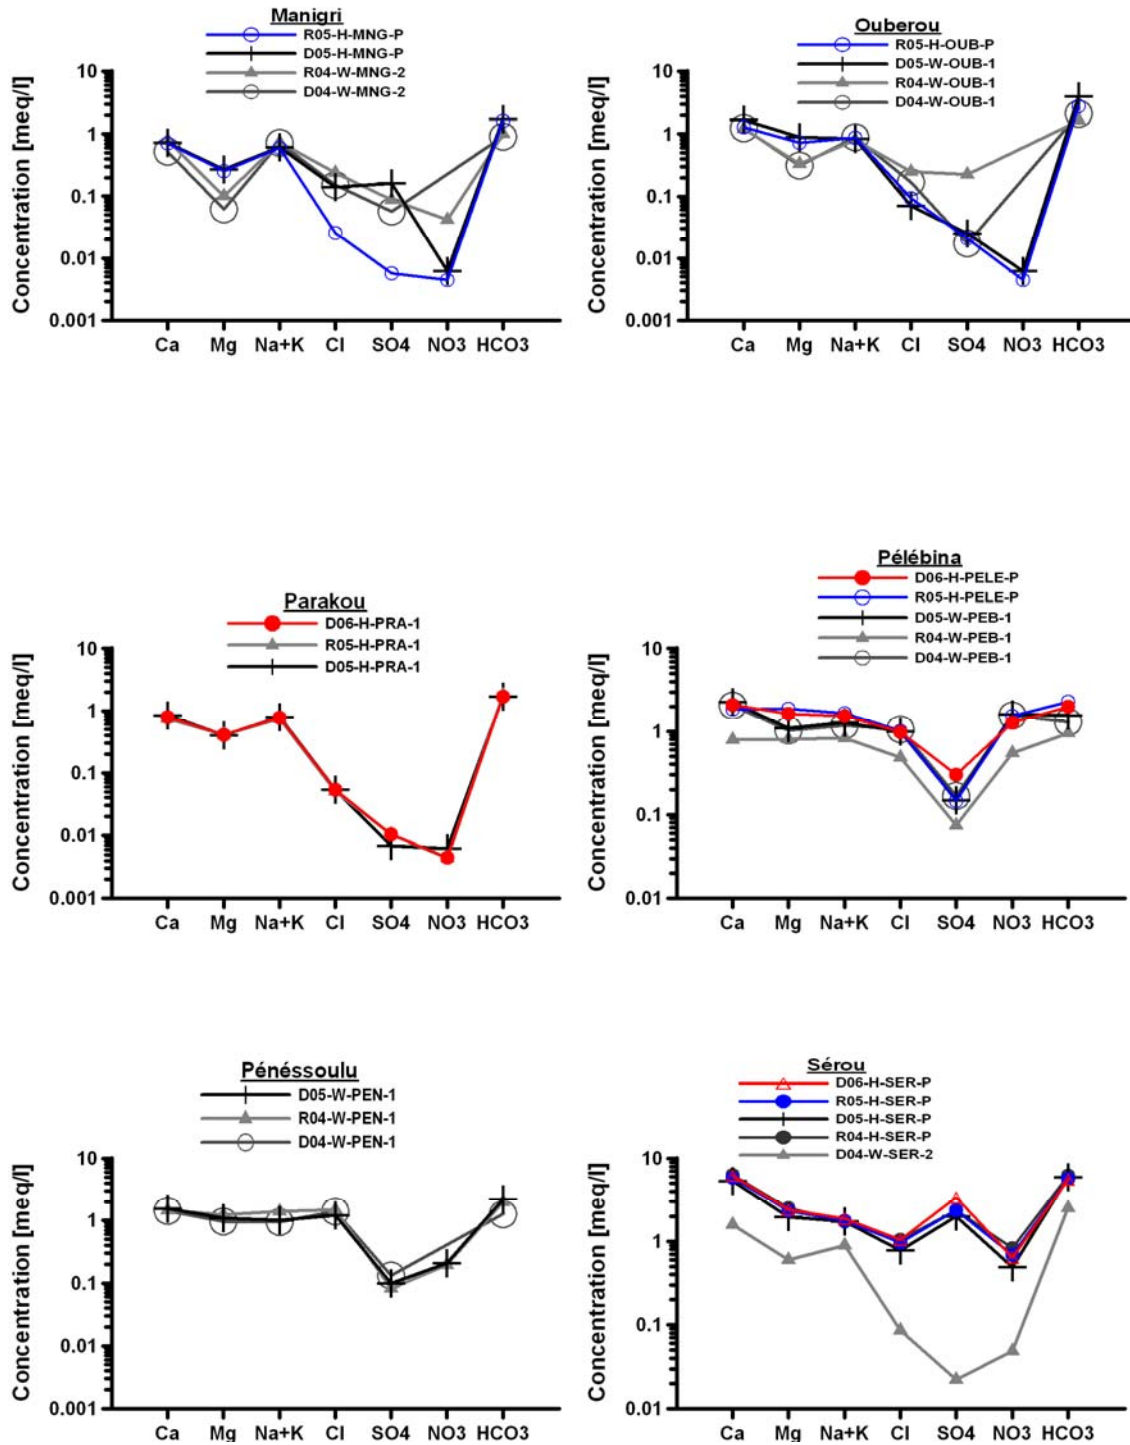 Manigri
R05-H-MNG-P
D05-H-MNG-P
R04-W-MNG-2
D04-W-MNG-2
Concentration [meq/l]
10
1
0.1
0.01
0.001
Ca Mg Na+K Cl SO4 NO3 HCO3
Ouberou
R05-H-OUB-P
D05-W-OUB-1
R04-W-OUB-1
D04-W-OUB-1
Concentration [meq/l]
10
1
0.1
0.01
0.001
Ca Mg Na+K Cl SO4 NO3 HCO3
Parakou
D06-H-PRA-1
R05-H-PRA-1
D05-H-PRA-1
Concentration [meq/l]
10
1
0.1
0.01
0.001
Ca Mg Na+K Cl SO4 NO3 HCO3
Pélébina
D06-H-PELE-P
R05-H-PELE-P
D05-W-PEB-1
R04-W-PEB-1
D04-W-PEB-1
Concentration [meq/l]
10
1
0.1
0.01
Ca Mg Na+K Cl SO4 NO3 HCO3
Pénéssoulu
D05-W-PEN-1
R04-W-PEN-1
D04-W-PEN-1
Concentration [meq/l]
10
1
0.1
0.01
0.001
Ca Mg Na+K Cl SO4 NO3 HCO3
Sérou
D06-H-SER-P
R05-H-SER-P
D05-H-SER-P
R04-H-SER-P
D04-W-SER-2
Concentration [meq/l]
10
1
0.1
0.01
Ca Mg Na+K Cl SO4 NO3 HCO3